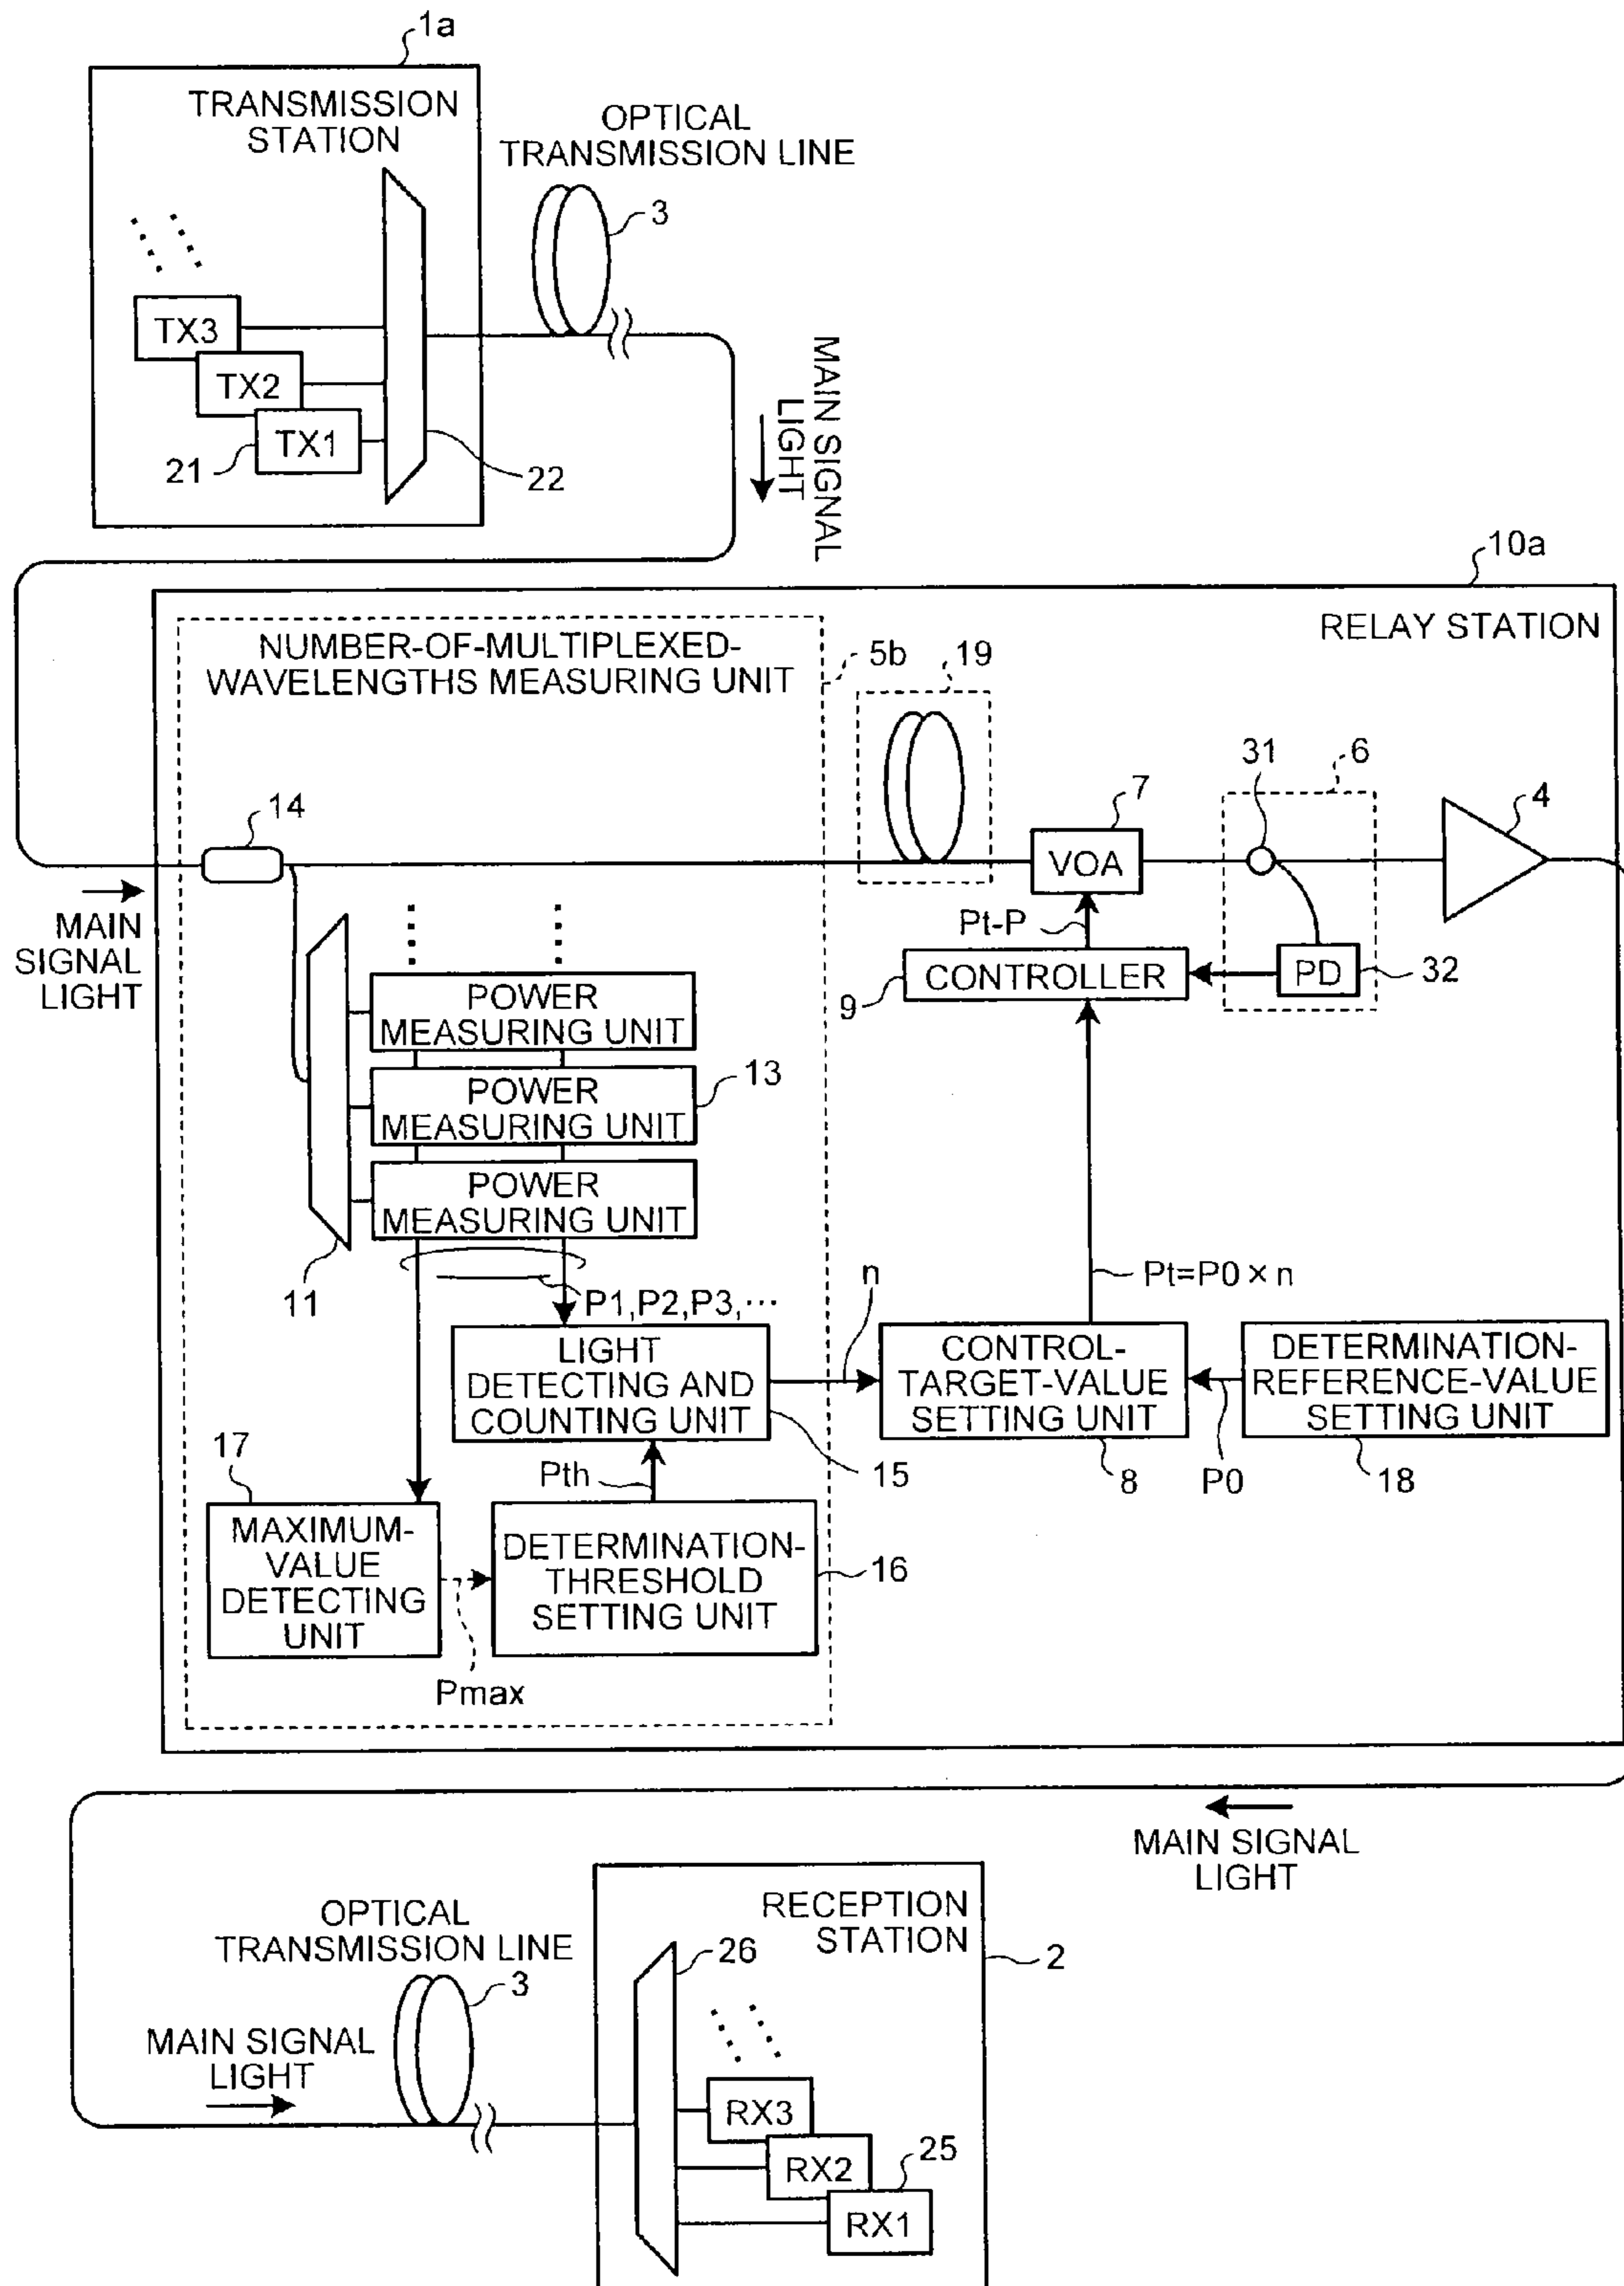 1a
TRANSMISSION
STATION
OPTICAL
TRANSMISSION LINE
3
TX3
TX2
TX1
21
22
MAIN SIGNAL
LIGHT
10a
RELAY STATION
NUMBER-OF-MULTIPLEXED-
WAVELENGTHS MEASURING UNIT
5b
19
31
6
7
4
14
VOA
MAIN
SIGNAL
LIGHT
Pt-P
CONTROLLER
PD
32
9
POWER
MEASURING UNIT
POWER
MEASURING UNIT
13
POWER
MEASURING UNIT
11
P1,P2,P3,···
n
Pt=P0×n
LIGHT
DETECTING AND
COUNTING UNIT
15
CONTROL-
TARGET-VALUE
SETTING UNIT
8
DETERMINATION-
REFERENCE-VALUE
SETTING UNIT
P0
18
17
Pth
MAXIMUM-
VALUE
DETECTING
UNIT
DETERMINATION-
THRESHOLD
SETTING UNIT
16
Pmax
MAIN SIGNAL
LIGHT
OPTICAL
TRANSMISSION LINE
3
RECEPTION
STATION
2
26
MAIN SIGNAL
LIGHT
RX3
RX2
25
RX1